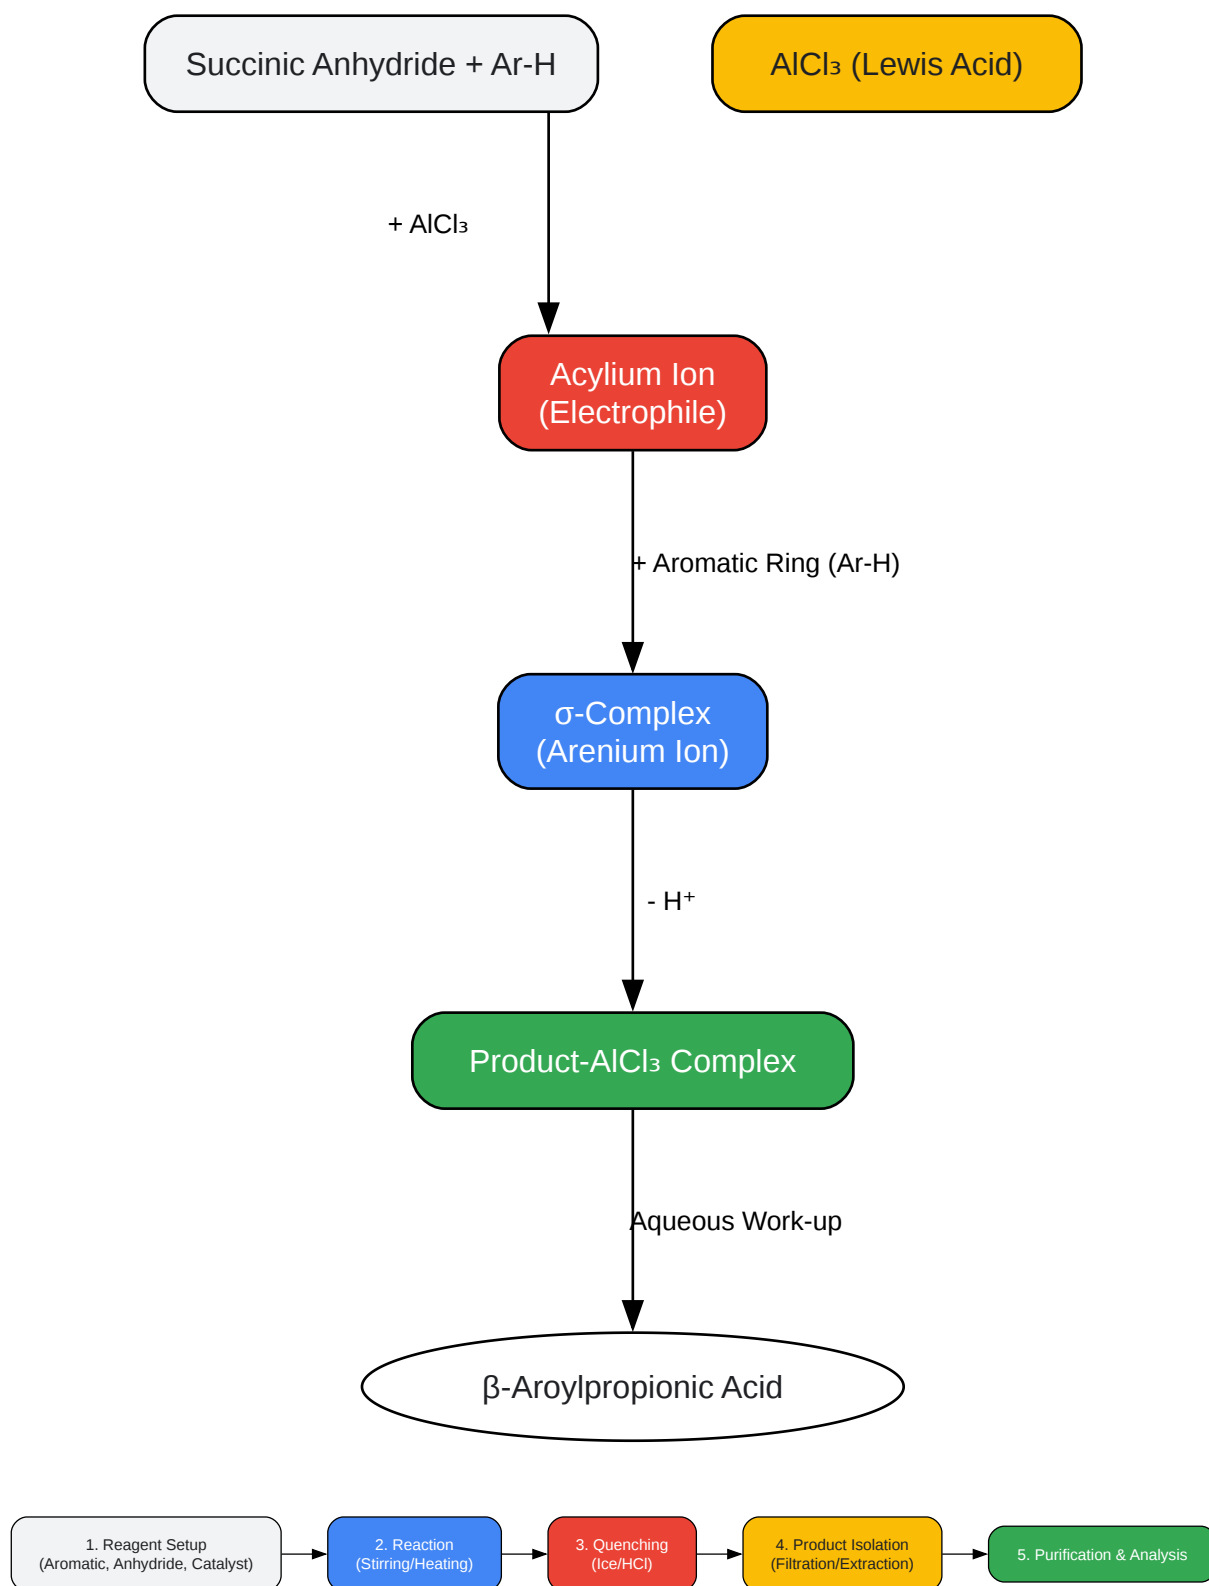 Succinic Anhydride + Ar-H
AlCl₃ (Lewis Acid)
+ AlCl₃
Acylium Ion
(Electrophile)
+ Aromatic Ring (Ar-H)
σ-Complex
(Arenium Ion)
- H⁺
Product-AlCl₃ Complex
Aqueous Work-up
β-Aroylpropionic Acid
1. Reagent Setup
(Aromatic, Anhydride, Catalyst)
2. Reaction
(Stirring/Heating)
3. Quenching
(Ice/HCl)
4. Product Isolation
(Filtration/Extraction)
5. Purification & Analysis